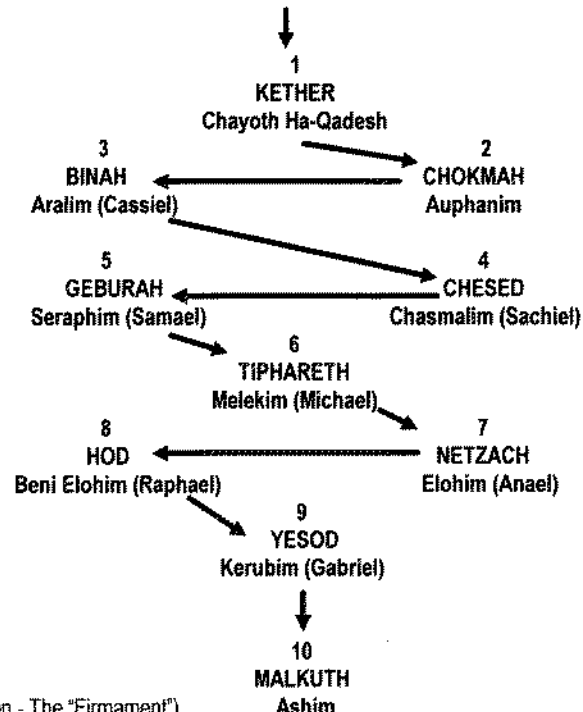 1
KETHER
Chayoth Ha-Qadesh
3
BINAH
Aralim (Cassiel)
2
CHOKMAH
Auphanim
5
GEBURAH
Seraphim (Samael)
4
CHESED
Chasmalim (Sachiel)
6
TIPHARETH
Melekim (Michael)
8
HOD
Beni Elohim (Raphael)
7
NETZACH
Elohim (Anael)
9
YESOD
Kerubim (Gabriel)
10
MALKUTH
Ashim
- The "Firmament")